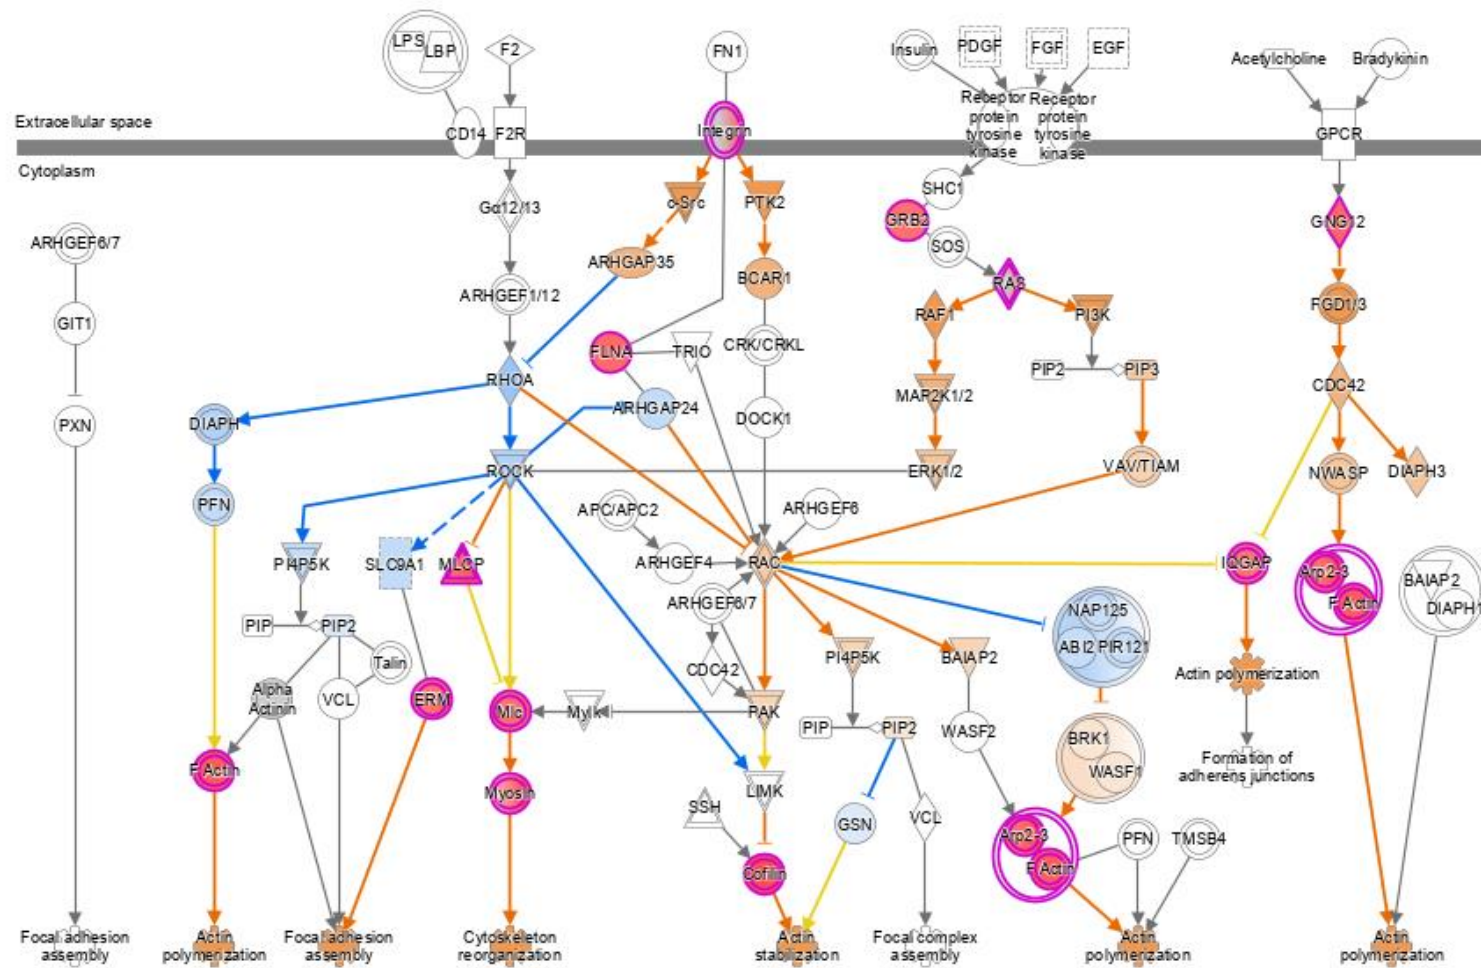 LPS
LBP
F2
FN1
Insulin
PDGF
FGF
EGF
Acetylcholine
Bradykinin
Extracellular space
CD14
F2R
Integrin
Receptor
protein
tyrosine
kinase
Receptor
protein
tyrosine
kinase
GPCR
Cytoplasm
Gα12/13
c-Src
PTK2
SHC1
GRB2
SOS
GNG12
ARHGEF6/7
ARHGAP35
BCAR1
RAS
ARHGEF1/12
GIT1
RAF1
PI3K
FGD1/3
FLNA
TRIO
CRK/CRKL
PIP2
PIP3
RHOA
MAP2K1/2
CDC42
PXN
DIAPH
ARHGAP24
DOCK1
ROCK
ERK1/2
VAV/TIAM
NWASP
DIAPH3
PFN
APC/APC2
ARHGEF6
PI4P5K
SLC9A1
MLCP
ARHGEF4
RAC
IQGAP
Arp2-3
F Actin
BAIAP2
DIAPH1
ARHGEF6/7
NAP125
ABI2
PIR121
PIP
PIP2
Talin
CDC42
PI4P5K
BAIAP2
Actin polymerization
Alpha
Actinin
VCL
ERM
Mlc
Mylk
PAK
PIP
PIP2
WASF2
BRK1
WASF1
Formation of
adherens junctions
F Actin
Myosin
LIMK
SSH
GSN
VCL
Arp2-3
F Actin
PFN
TMSB4
Cofilin
Focal adhesion
assembly
Actin
polymerization
Focal adhesion
assembly
Cytoskeleton
reorganization
Actin
stabilization
Focal complex
assembly
Actin
polymerization
Actin
polymerization